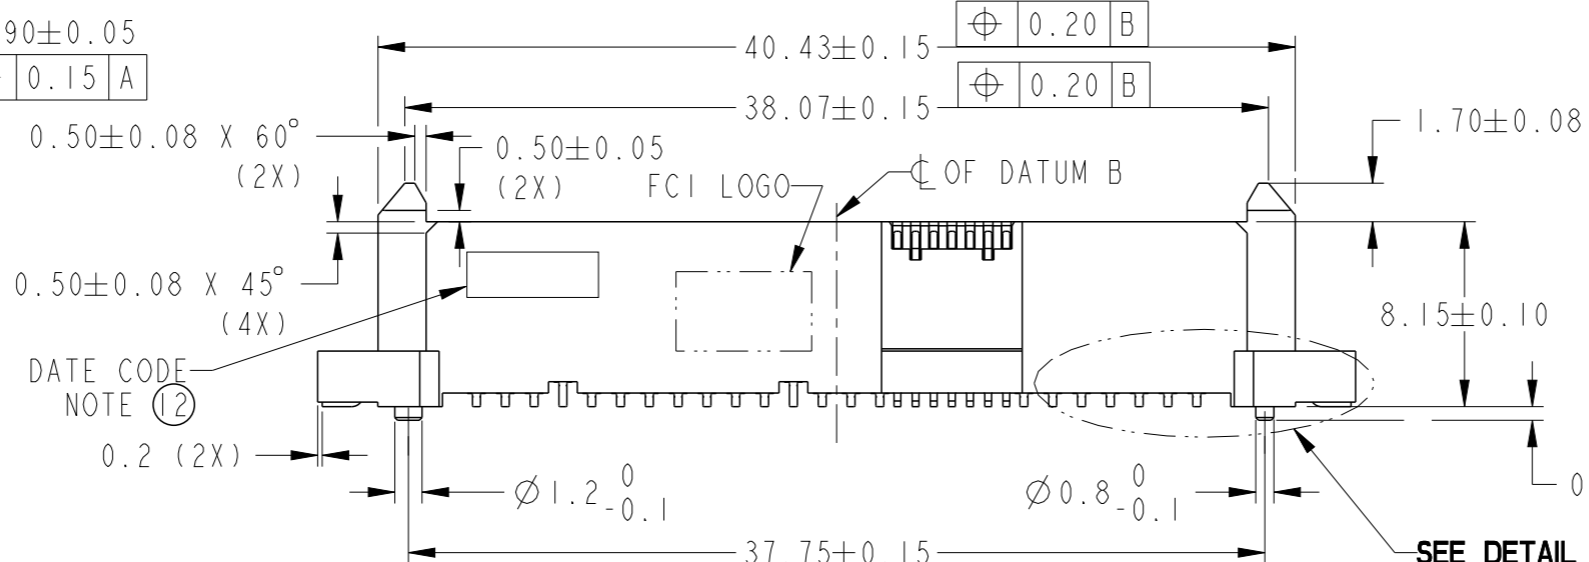 90±0.05
0.15 A
⌖ 0.20 B
40.43±0.15
⌖ 0.20 B
38.07±0.15
1.70±0.08
0.50±0.08 X 60°
(2X)
0.50±0.05
(2X)
FCI LOGO
℄ OF DATUM B
0.50±0.08 X 45°
(4X)
8.15±0.10
DATE CODE
NOTE 12
0.2 (2X)
Ø1.2 0 -0.1
Ø0.8 0 -0.1
0
37.75±0.15
SEE DETAIL